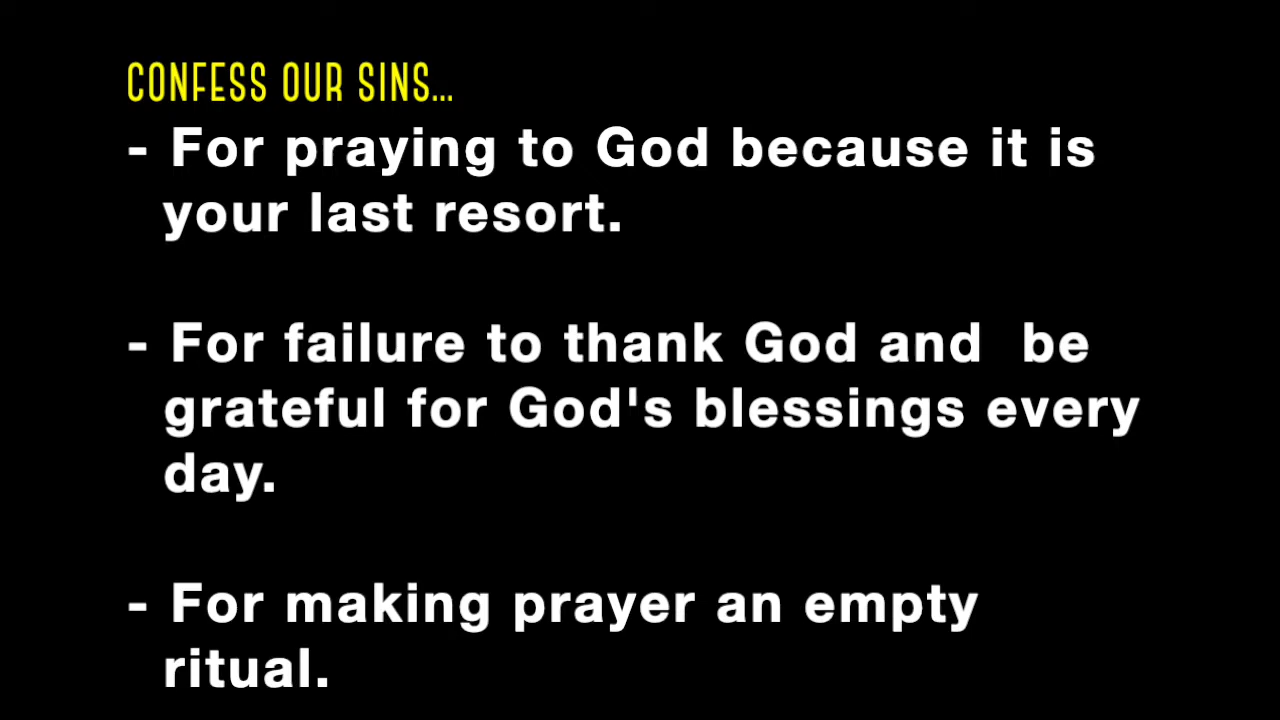 CONFESS OUR SINS...
- For praying to God because it is
your last resort.
- For failure to thank God and  be
grateful for God's blessings every
day.
- For making prayer an empty
ritual.